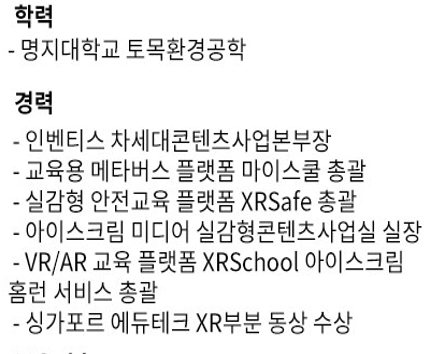 학력
- 명지대학교 토목환경공학
경력
- 인벤티스 차세대콘텐츠사업본부장
- 교육용 메타버스 플랫폼 마이스쿨 총괄
- 실감형 안전교육 플랫폼 XRSafe 총괄
- 아이스크림 미디어 실감형콘텐츠사업실 실장
- VR/AR 교육 플랫폼 XRSchool 아이스크림
홈런 서비스 총괄
- 싱가포르 에듀테크 XR부분 동상 수상